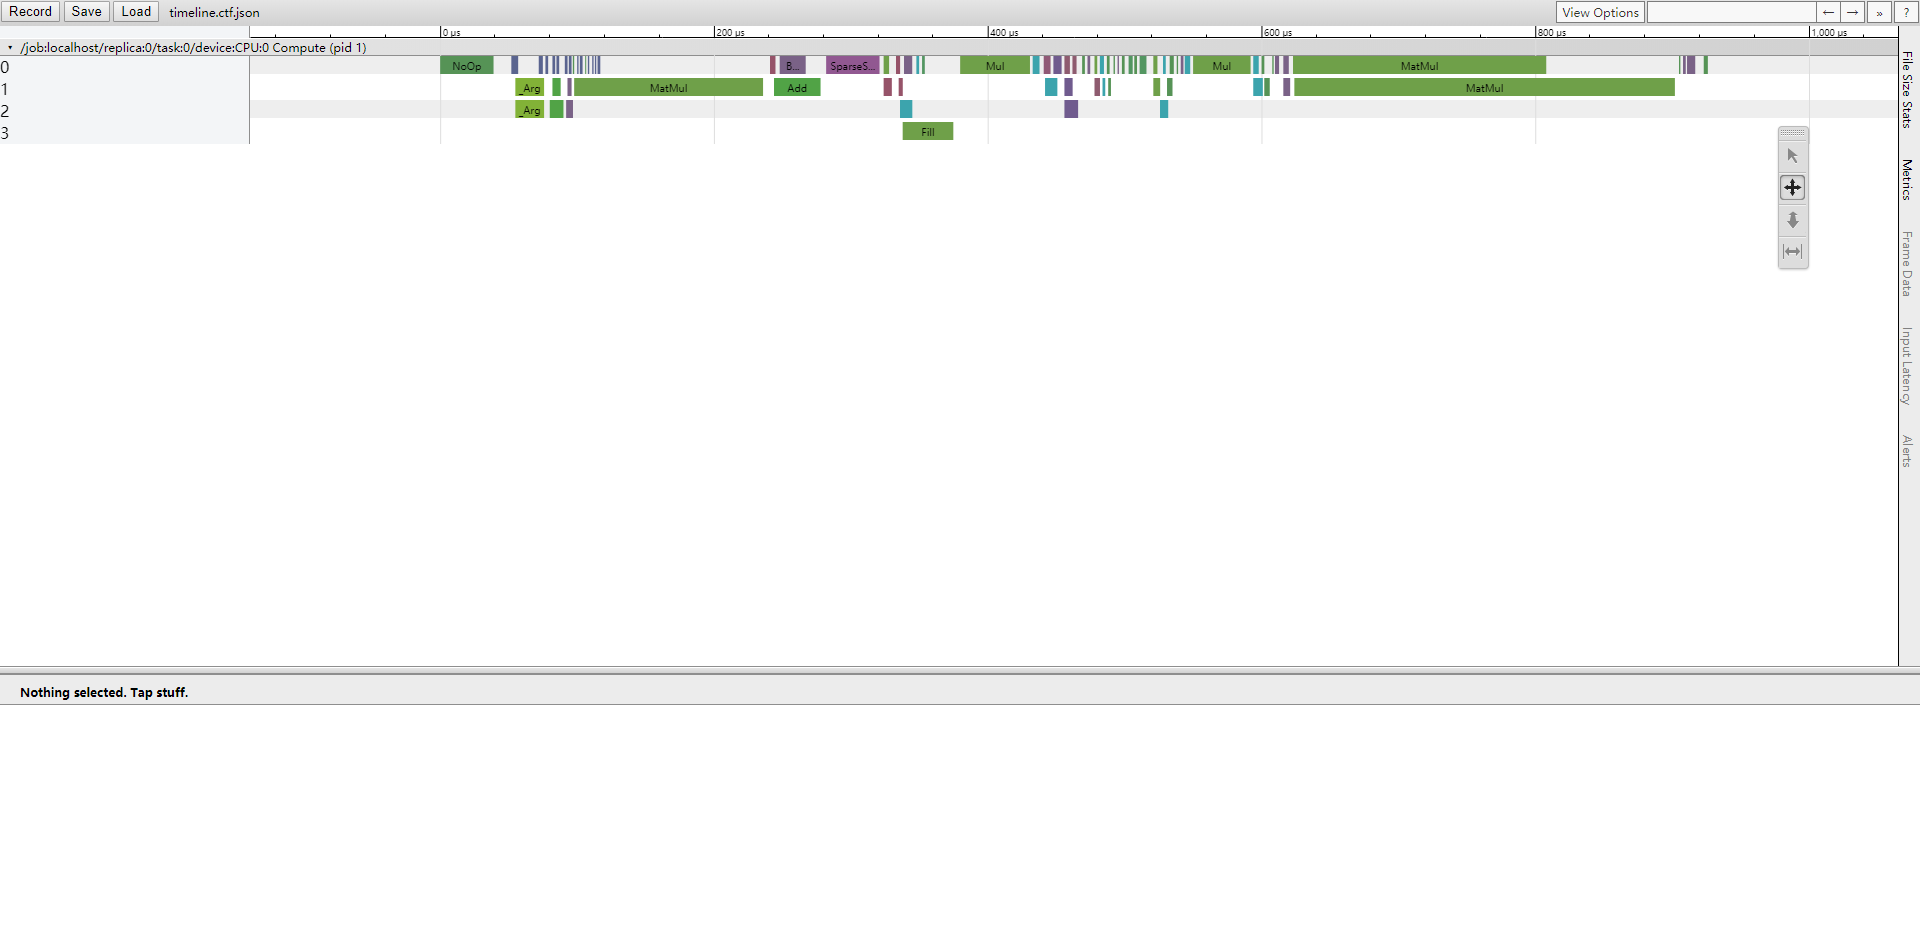 Record Save Load timeline.ctf.json View Options ← → » ?
0 μs 200 μs 400 μs 600 μs 800 μs 1,000 μs
/job:localhost/replica:0/task:0/device:CPU:0 Compute (pid 1)
0 NoOp B... SparseS... Mul Mul MatMul
1 _Arg MatMul Add MatMul
2 _Arg
3 Fill
File Size Stats
Metrics
Frame Data
Input Latency
Alerts
Nothing selected. Tap stuff.